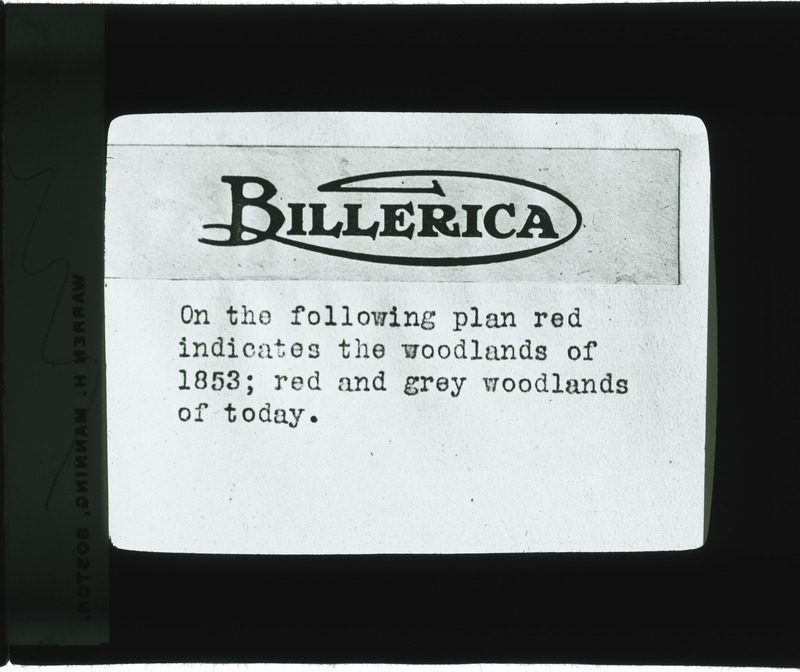 BILLERICA
On the following plan red
indicates the woodlands of
1853; red and grey woodlands
of today.
WARREN H. MANNING, BOSTON.